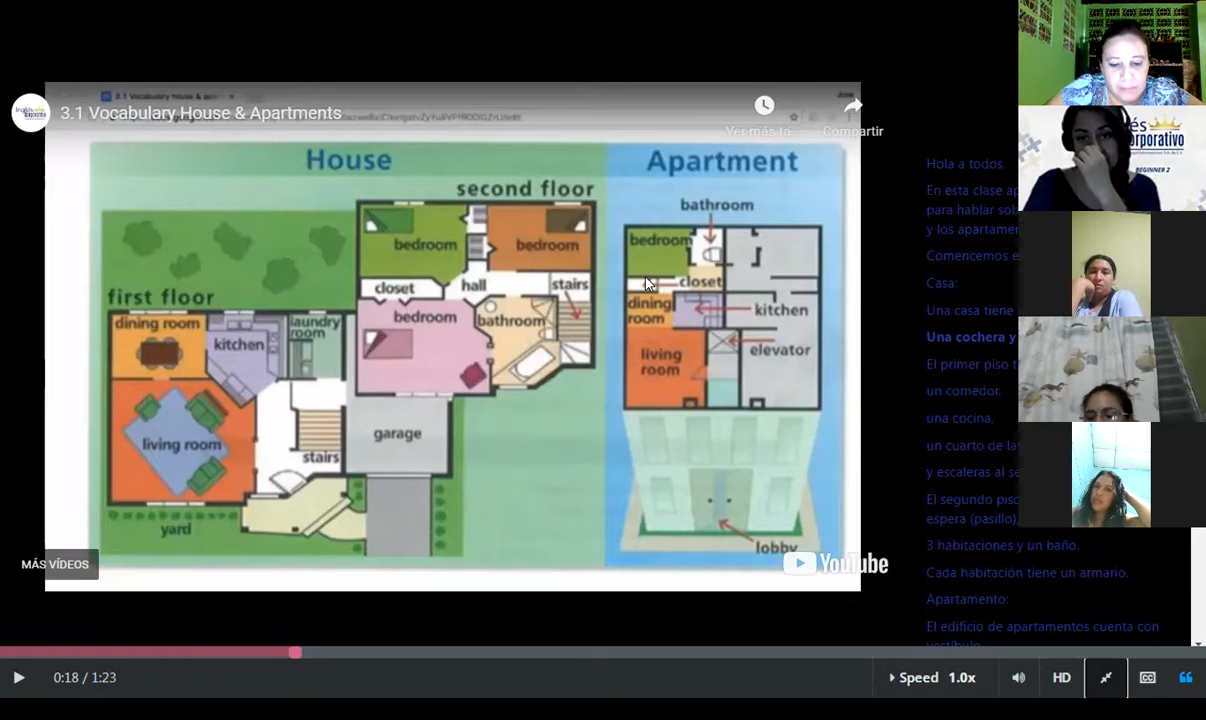 3.1 Vocabulary House & Apartments
Ver más ta
Compartir
House
Apartment
second floor
bathroom
bedroom
bedroom
bedroom
closet
hall
stairs
closet
first floor
dining room
kitchen
laundry
room
bedroom
bathroom
dining
room
kitchen
living
room
elevator
living room
stairs
garage
yard
lobby
MÁS VÍDEOS
YouTube
Hola a todos.
En esta clase ap
para hablar sob
y los apartamen
Comencemos e
Casa:
Una casa tiene
Una cochera y
El primer piso t
un comedor,
una cocina,
un cuarto de la
y escaleras al se
El segundo piso
espera (pasillo),
3 habitaciones y un baño.
Cada habitación tiene un armario.
Apartamento:
El edificio de apartamentos cuenta con
vestíbulo
és
rporativo
BEGINNER 2
0:18 / 1:23
Speed 1.0x
HD
CC